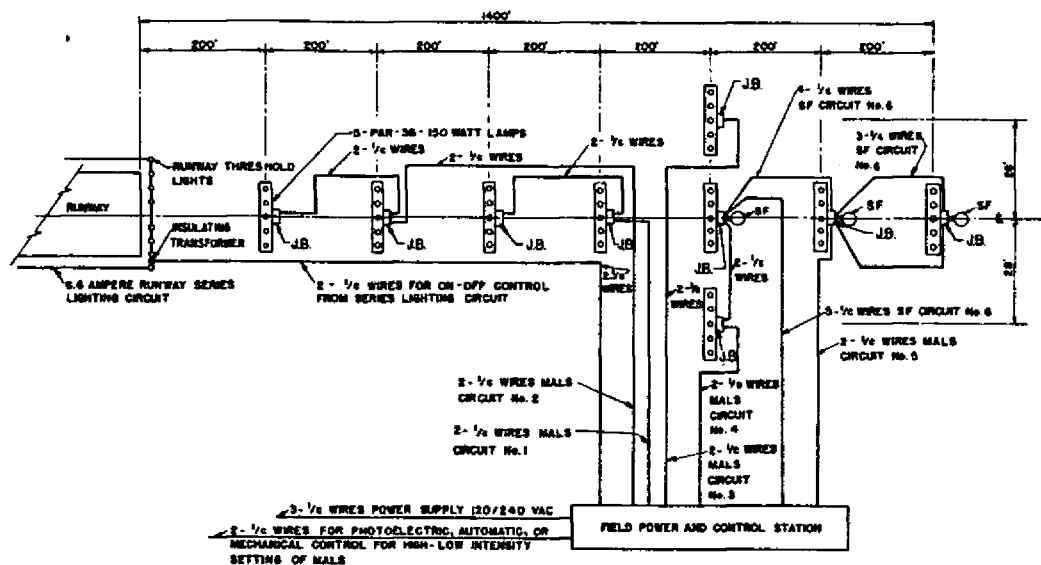 1400'
200' 200' 200' 200' 200' 200' 200'
J.B.
4- 1/c WIRES
SF CIRCUIT No. 6
5-PAR-38-150 WATT LAMPS
2- 1/c WIRES
2- 1/c WIRES
2- 1/c WIRES
3- 1/c WIRES
SF CIRCUIT
No. 6
RUNWAY THRESHOLD
LIGHTS
RUNWAY
INSULATING
TRANSFORMER
J.B.
J.B.
J.B.
J.B.
SF
SF
SF
J.B.
J.B.
J.B.
28'
28'
6.6 AMPERE RUNWAY SERIES
LIGHTING CIRCUIT
2- 1/c WIRES FOR ON-OFF CONTROL
FROM SERIES LIGHTING CIRCUIT
2-1/c
WIRES
2-1/c
WIRES
2- 1/c
WIRES
J.B.
3-1/c WIRES SF CIRCUIT No. 6
2- 1/c WIRES MALS
CIRCUIT No. 5
2- 1/c WIRES MALS
CIRCUIT No. 2
2- 1/c WIRES
MALS
CIRCUIT
No. 4
2- 1/c WIRES MALS
CIRCUIT No. 1
2- 1/c WIRES
MALS
CIRCUIT
No. 3
3- 1/c WIRES POWER SUPPLY 120/240 VAC
2- 1/c WIRES FOR PHOTOELECTRIC, AUTOMATIC, OR
MECHANICAL CONTROL FOR HIGH-LOW INTENSITY
SETTING OF MALS
FIELD POWER AND CONTROL STATION